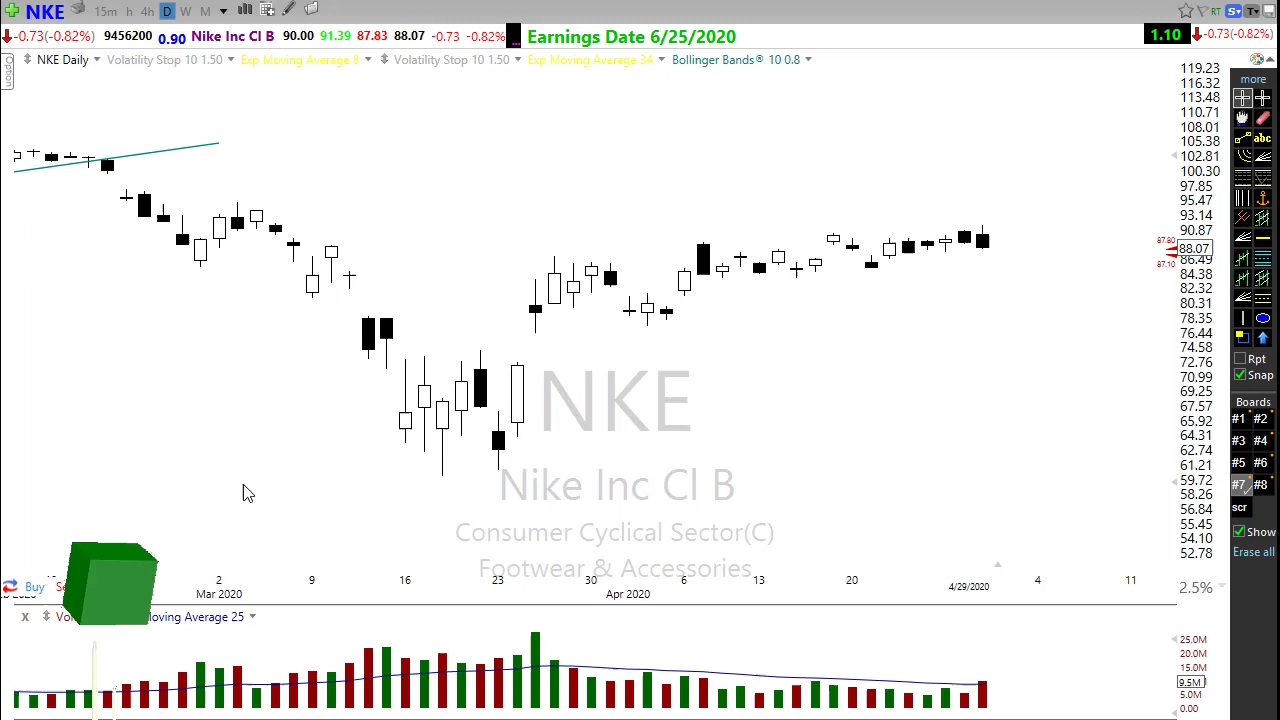 NKE 15m h 4h D W M
-0.73(-0.82%) 9456200 0.90 Nike Inc Cl B 90.00 91.39 87.83 88.07 -0.73 -0.82% Earnings Date 6/25/2020 1.10 -0.73(-0.82%)
NKE Daily Volatility Stop 10 1.50 Exp Moving Average 8 Volatility Stop 10 1.50 Exp Moving Average 34 Bollinger Bands® 10 0.8
Option
119.23
116.32
113.48
110.71
108.01
105.38
102.81
100.30
97.85
95.47
93.14
90.87
87.80
88.07
86.49
87.10
84.38
82.32
80.31
78.35
76.44
74.58
72.76
70.99
69.25
67.57
65.92
64.31
62.74
61.21
59.72
58.26
56.84
55.45
54.10
52.78
2.5%
RT S T
more
abc
Rpt
Snap
Boards
#1 #2
#3 #4
#5 #6
#7 #8
scr
Show
Erase all
NKE
Nike Inc Cl B
Consumer Cyclical Sector(C)
Footwear & Accessories
Buy
2 9 16 23 30 6 13 20 4/29/2020 4 11
Mar 2020 Apr 2020
X Moving Average 25
25.0M
20.0M
15.0M
9.5M
5.0M
0.00